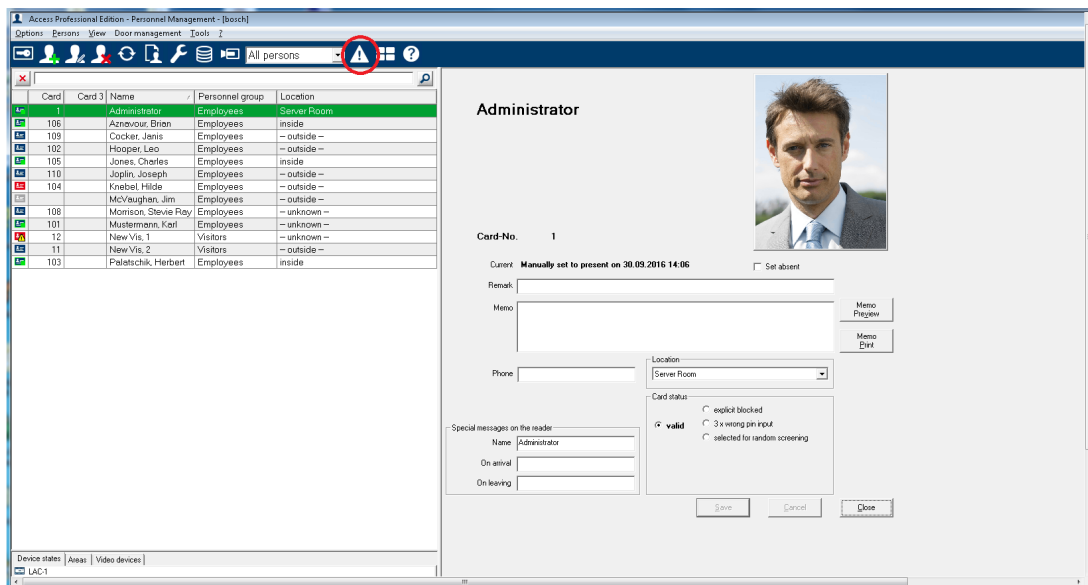 Access Professional Edition - Personnel Management - [bosch]
Options Persons View Door management Tools ?
All persons
Card Card 3 Name Personnel group Location
1 Administrator Employees Server Room
106 Aznavour, Brian Employees inside
109 Cocker, Janis Employees – outside –
102 Hooper, Leo Employees – outside –
105 Jones, Charles Employees inside
110 Joplin, Joseph Employees – outside –
104 Knebel, Hilde Employees – outside –
McVaughan, Jim Employees – outside –
108 Morrison, Stevie Ray Employees – unknown –
101 Mustermann, Karl Employees – unknown –
12 New Vis, 1 Visitors – unknown –
11 New Vis, 2 Visitors – outside –
103 Palatschik, Herbert Employees inside
Device states Areas Video devices
LAC-1
Administrator
Card-No. 1
Current Manually set to present on 30.09.2016 14:06 Set absent
Remark
Memo
Memo Preview
Memo Print
Phone
Location
Server Room
Card status
valid
explicit blocked
3 x wrong pin input
selected for random screening
Special messages on the reader
Name Administrator
On arrival
On leaving
Save Cancel Close